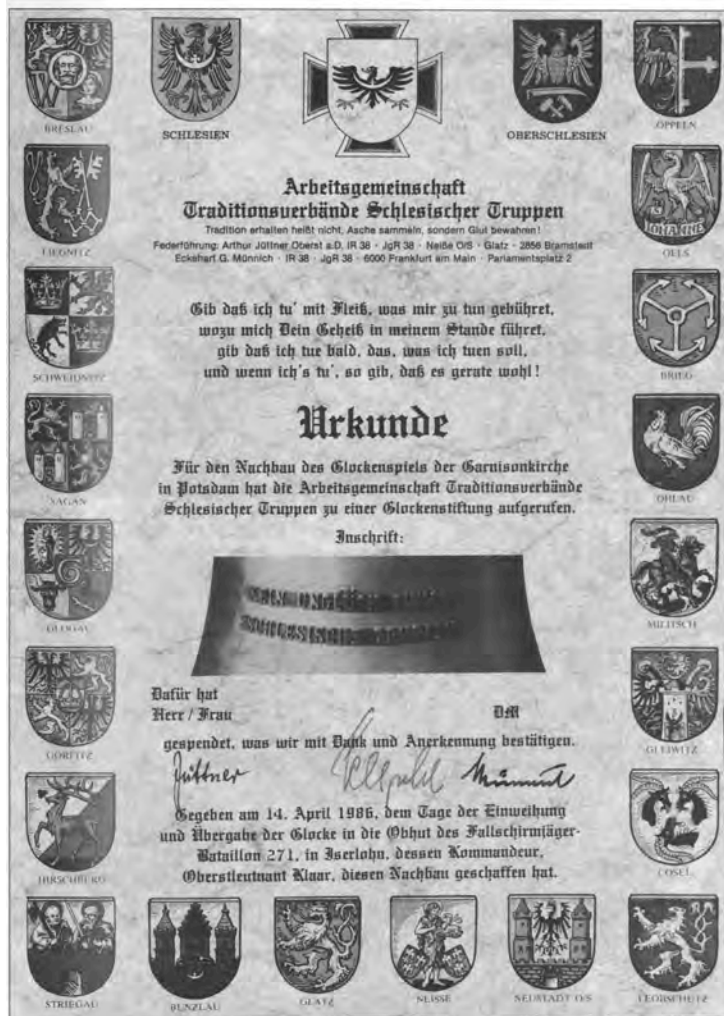 BRESLAU
SCHLESIEN
OBERSCHLESIEN
OPPELN
Arbeitsgemeinschaft
Traditionsverbände Schlesischer Truppen
Tradition erhalten heißt nicht, Asche sammeln, sondern Glut bewahren!
Federführung: Arthur Jüttner Oberst a.D. IR 38 · JgR 38 · Neiße O/S · Glatz · 2856 Bramstedt
Eckehart G. Münnich · IR 38 · JgR 38 · 6000 Frankfurt am Main · Parlamentsplatz 2
LIEGNITZ
JOHANNE
OELS
Gib daß ich tu' mit Fleiß, was mir zu tun gebühret,
wozu mich Dein Geheiß in meinem Stande führet,
gib daß ich tue bald, das, was ich tuen soll,
und wenn ich's tu', so gib, daß es gerate wohl!
SCHWEIDNITZ
BRIEG
Urkunde
Für den Nachbau des Glockenspiels der Garnisonkirche
in Potsdam hat die Arbeitsgemeinschaft Traditionsverbände
Schlesischer Truppen zu einer Glockenstiftung aufgerufen.
SAGAN
OHLAU
Inschrift:
GLOGAU
MILITSCH
Dafür hat
Herr / Frau DM
gespendet, was wir mit Dank und Anerkennung bestätigen.
GÖRLITZ
GLEIWITZ
Jüttner
Gegeben am 14. April 1986, dem Tage der Einweihung
und Übergabe der Glocke in die Obhut des Fallschirmjäger-
Bataillon 271, in Iserlohn, dessen Kommandeur,
Oberstleutnant Klaar, diesen Nachbau geschaffen hat.
HIRSCHBERG
COSEL
STRIEGAU
BUNZLAU
GLATZ
NEISSE
NEUSTADT O/S
LEOBSCHÜTZ